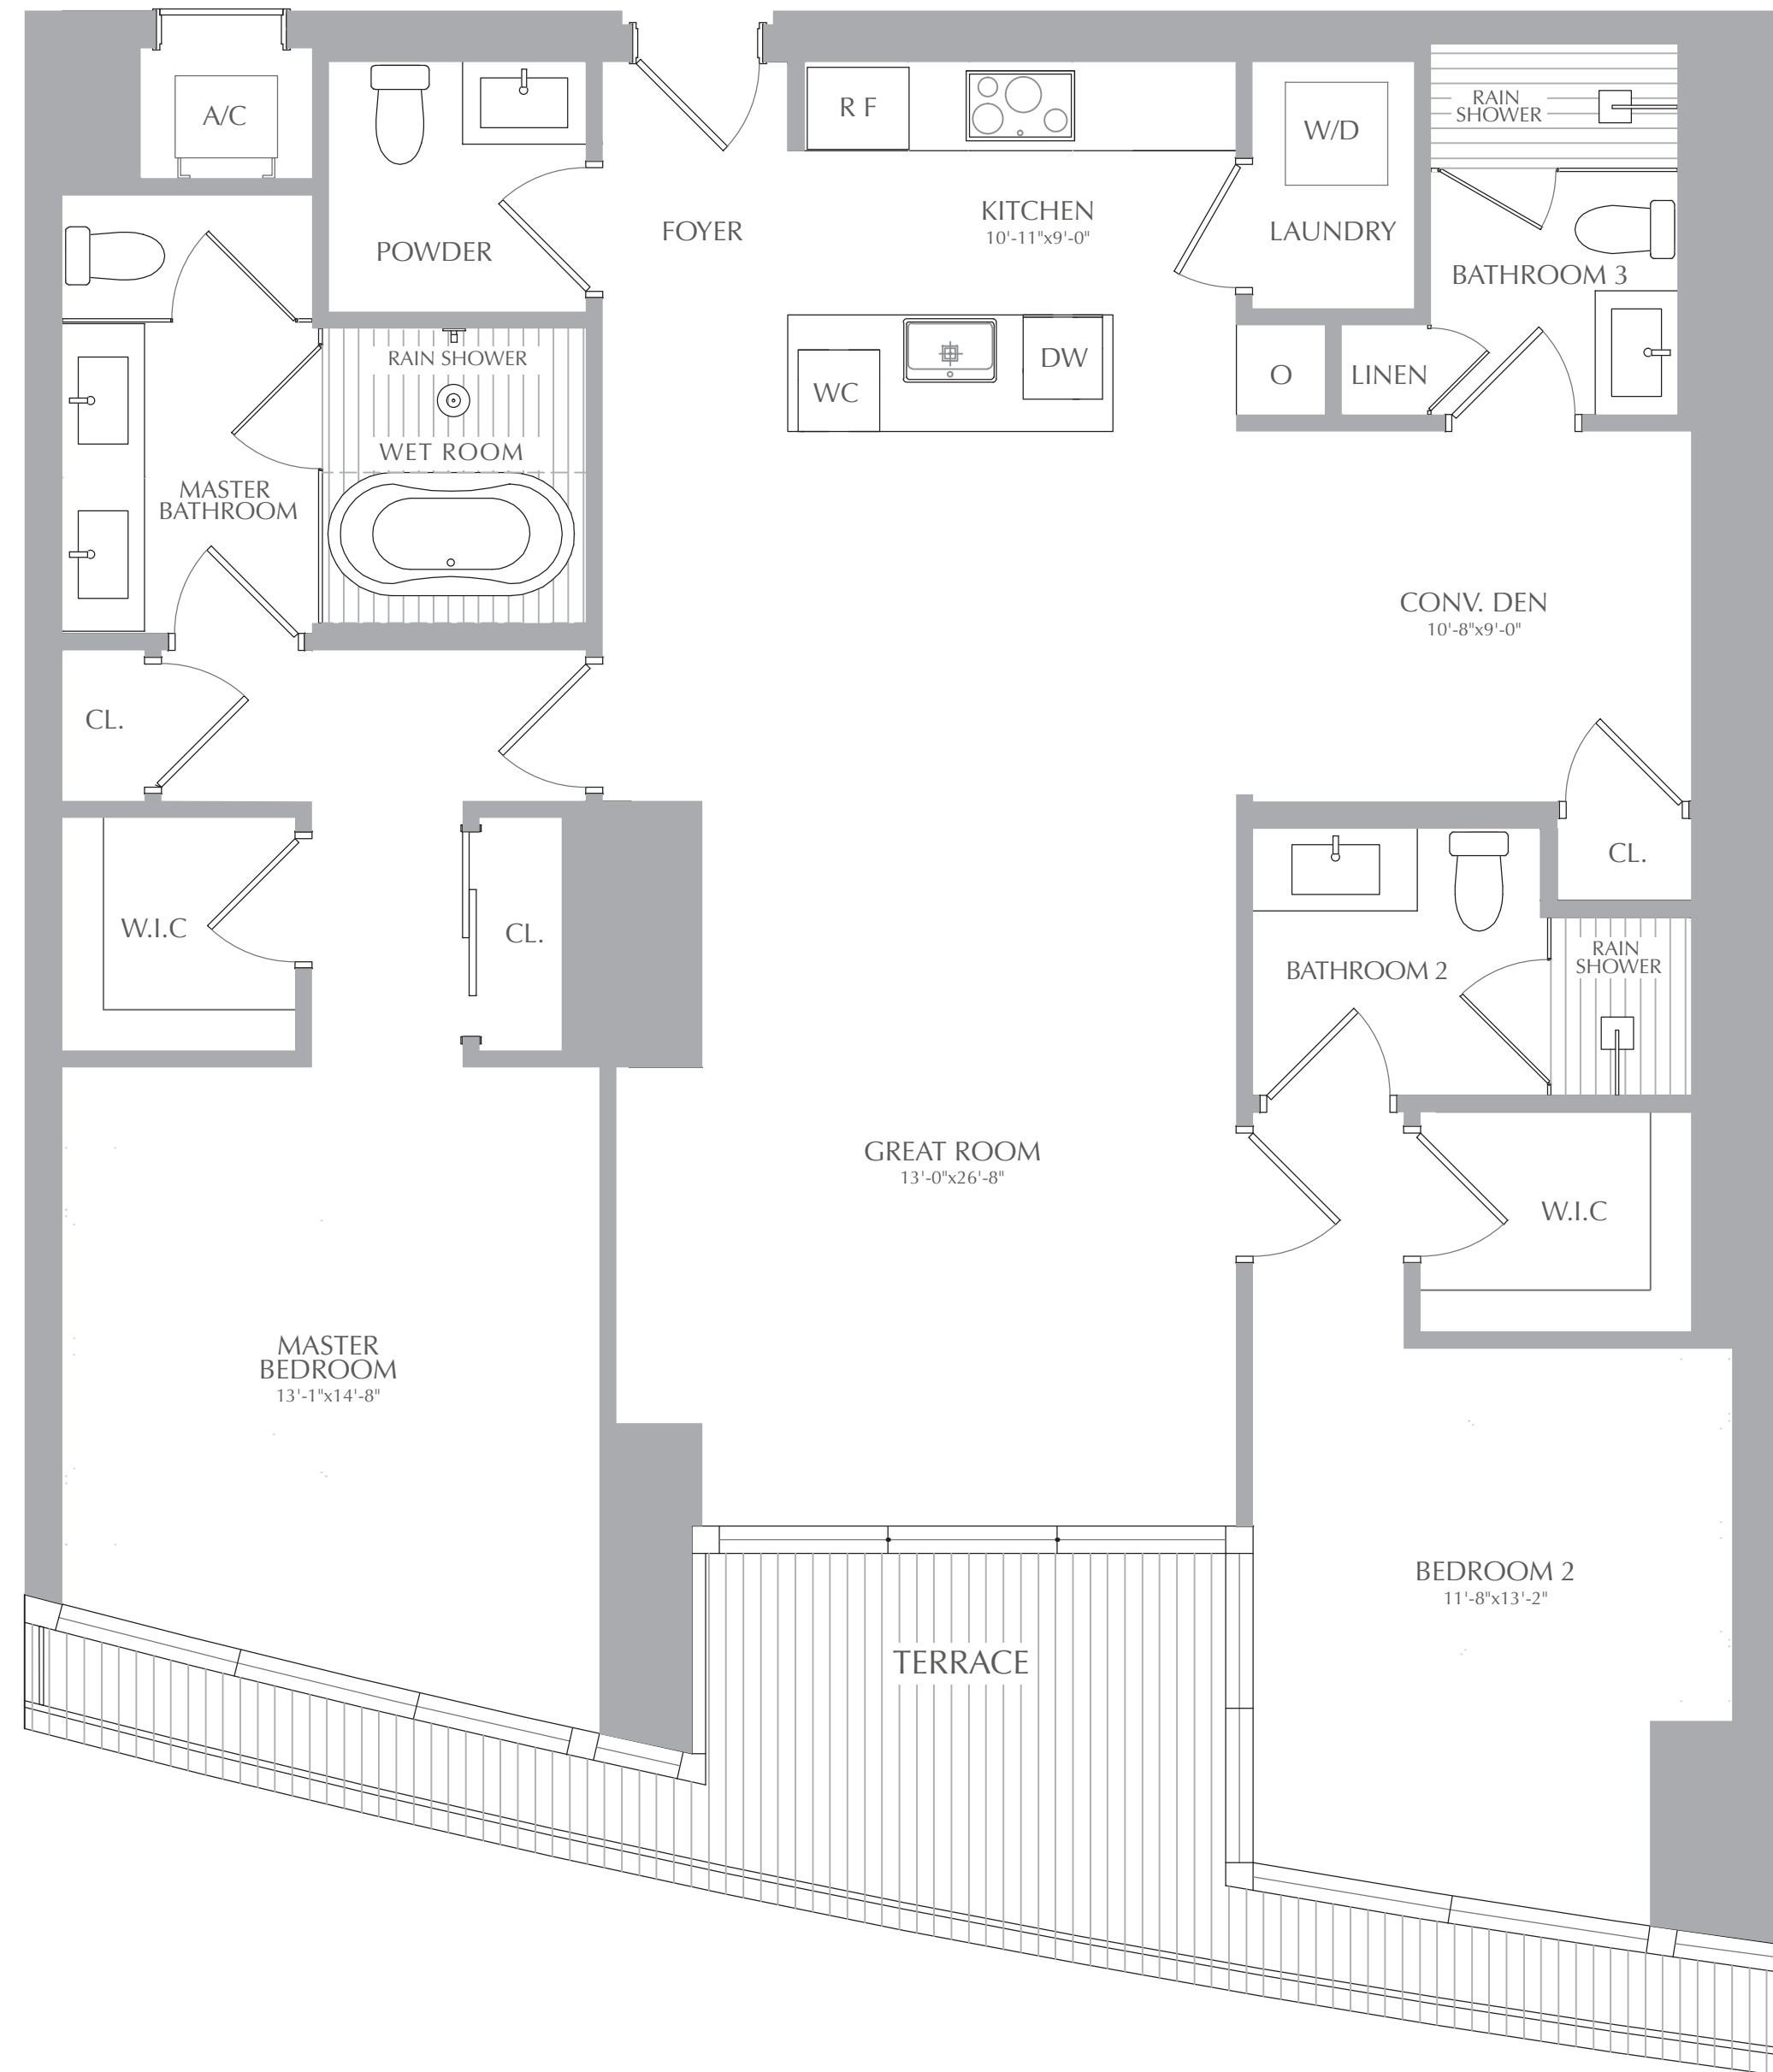 A/C
R F
W/D
RAIN
SHOWER
POWDER
FOYER
KITCHEN
10'-11"x9'-0"
LAUNDRY
BATHROOM 3
RAIN SHOWER
WC
DW
O
LINEN
WET ROOM
MASTER
BATHROOM
CONV. DEN
10'-8"x9'-0"
CL.
CL.
W.I.C
CL.
BATHROOM 2
RAIN
SHOWER
GREAT ROOM
13'-0"x26'-8"
W.I.C
MASTER
BEDROOM
13'-1"x14'-8"
BEDROOM 2
11'-8"x13'-2"
TERRACE